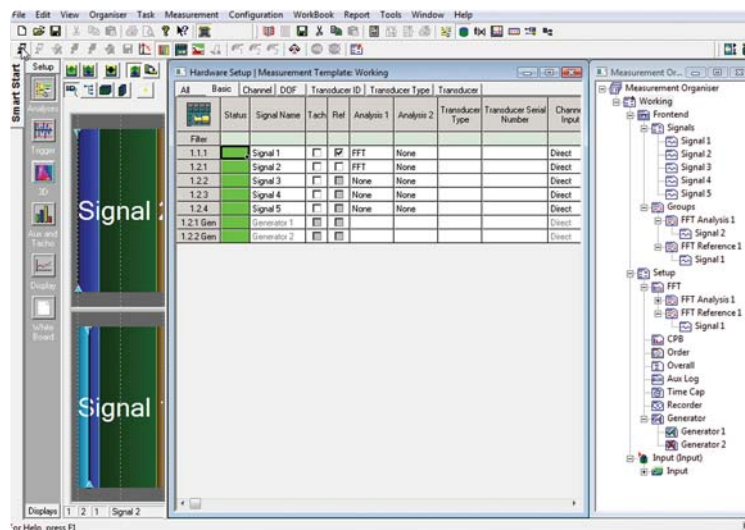 File Edit View Organiser Task Measurement Configuration WorkBook Report Tools Window Help
Smart Start
Setup
Analysers
Trigger
3D
Aux and
Tacho
Display
White
Board
Displays
Signal
Signal
1 2 1 Signal 2
Hardware Setup | Measurement Template: Working
All Basic Channel DOF Transducer ID Transducer Type Transducer
Status Signal Name Tach Ref Analysis 1 Analysis 2 Transducer Type Transducer Serial Number Input
Filter
1.1.1 Signal 1 FFT None Direct
1.2.1 Signal 2 FFT None Direct
1.2.2 Signal 3 None None Direct
1.2.3 Signal 4 None None Direct
1.2.4 Signal 5 None None Direct
1.2.1 Gen Generator 1 Direct
1.2.2 Gen Generator 2 Direct
Measurement Or...
Measurement Organiser
Working
Frontend
Signals
Signal 1
Signal 2
Signal 3
Signal 4
Signal 5
Groups
FFT Analysis 1
Signal 2
FFT Reference 1
Signal 1
Setup
FFT
FFT Analysis 1
FFT Reference 1
Signal 1
CPB
Order
Overall
Aux Log
Time Cap
Recorder
Generator
Generator 1
Generator 2
Input (Input)
Input
or Help, press F1